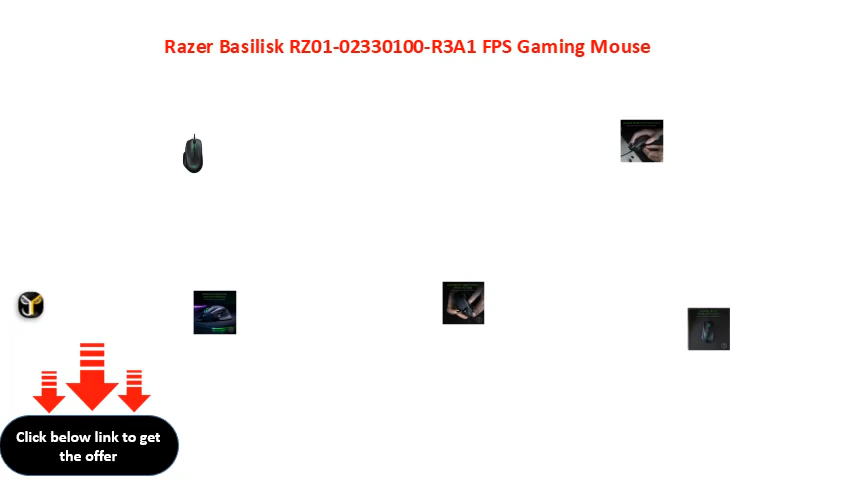 Razer Basilisk RZ01-02330100-R3A1 FPS Gaming Mouse
Click below link to get
the offer